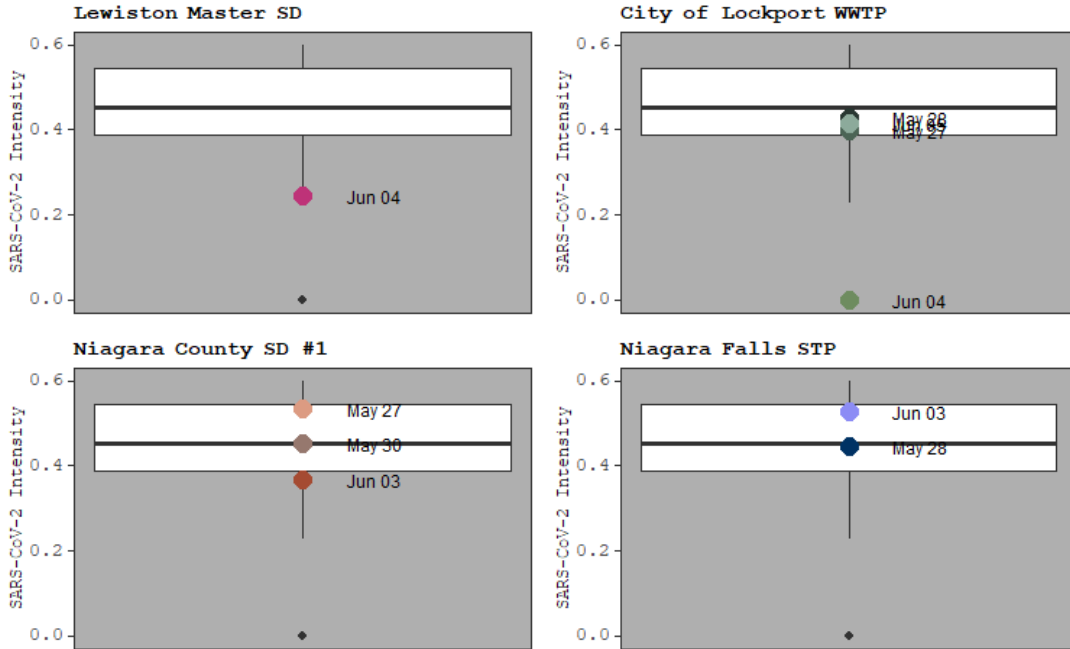 Lewiston Master SD
SARS-CoV-2 Intensity
0.6
0.4
0.2
0.0
Jun 04
City of Lockport WWTP
SARS-CoV-2 Intensity
0.6
0.4
0.2
0.0
May 28
May 27
Jun 04
Niagara County SD #1
SARS-CoV-2 Intensity
0.6
0.4
0.2
0.0
May 27
May 30
Jun 03
Niagara Falls STP
SARS-CoV-2 Intensity
0.6
0.4
0.2
0.0
Jun 03
May 28